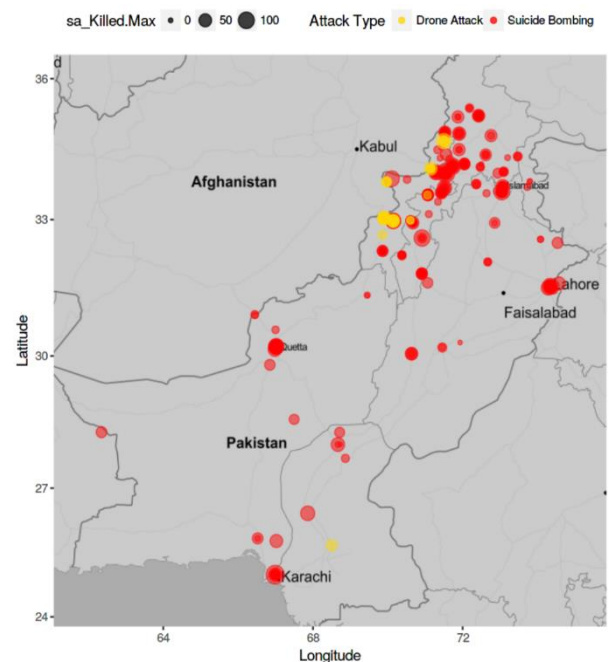 sa_Killed.Max 0 50 100 Attack Type Drone Attack Suicide Bombing
d
36
33
30
27
24
Latitude
Kabul
Afghanistan
Islamabad
Lahore
Faisalabad
Quetta
Pakistan
Karachi
64 68 72
Longitude